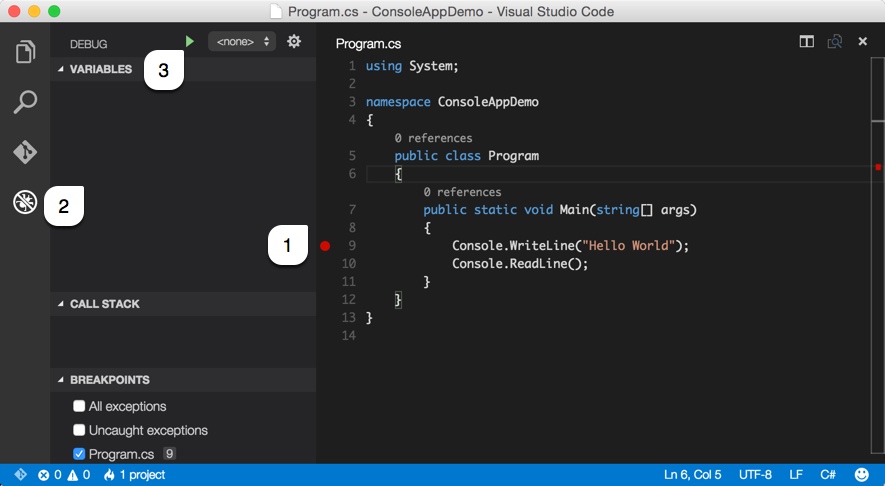 Program.cs - ConsoleAppDemo - Visual Studio Code
DEBUG <none>
3
VARIABLES
2
CALL STACK
BREAKPOINTS
All exceptions
Uncaught exceptions
Program.cs 9
Program.cs
1 using System;
2
3 namespace ConsoleAppDemo
4 {
0 references
5 public class Program
6 {
0 references
7 public static void Main(string[] args)
8 {
1
9 Console.WriteLine("Hello World");
10 Console.ReadLine();
11 }
12 }
13 }
14
0 0 1 project Ln 6, Col 5 UTF-8 LF C#